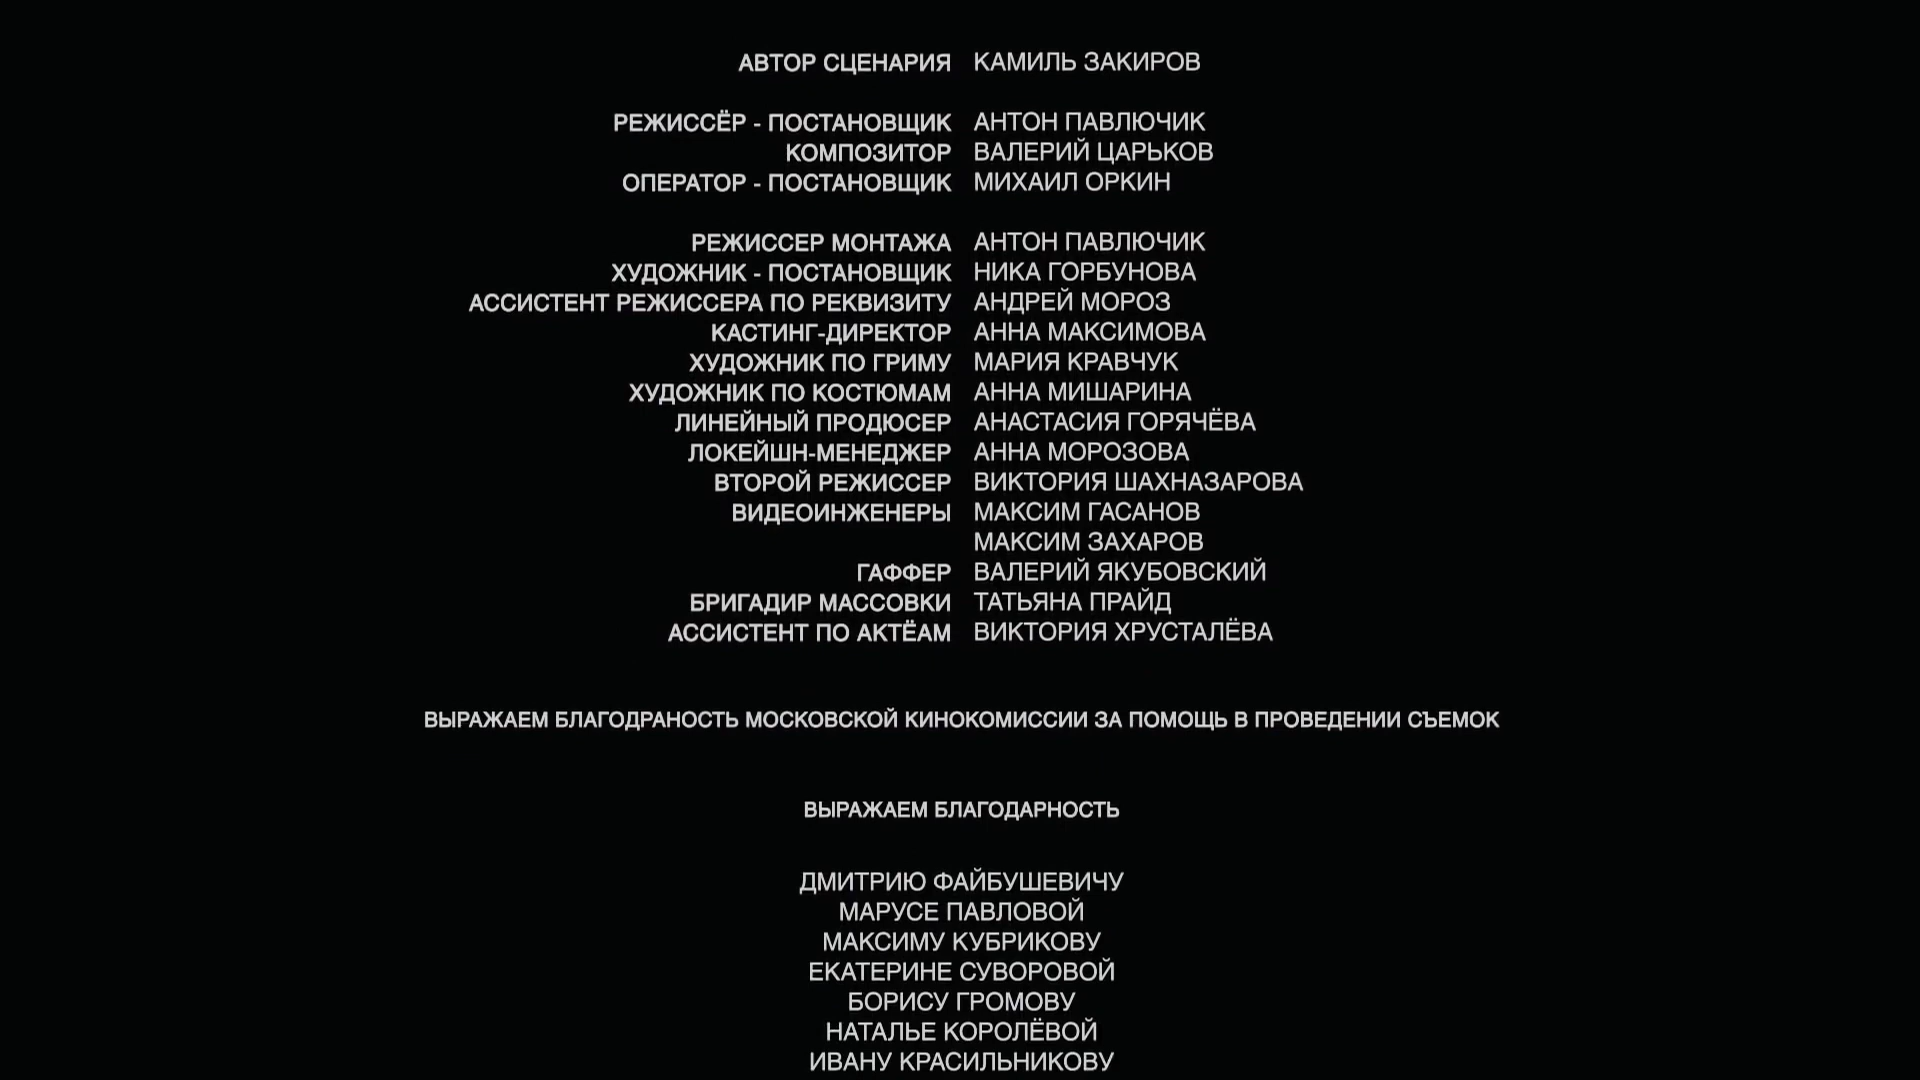 АВТОР СЦЕНАРИЯ КАМИЛЬ ЗАКИРОВ
РЕЖИССЁР - ПОСТАНОВЩИК АНТОН ПАВЛЮЧИК
КОМПОЗИТОР ВАЛЕРИЙ ЦАРЬКОВ
ОПЕРАТОР - ПОСТАНОВЩИК МИХАИЛ ОРКИН
РЕЖИССЕР МОНТАЖА АНТОН ПАВЛЮЧИК
ХУДОЖНИК - ПОСТАНОВЩИК НИКА ГОРБУНОВА
АССИСТЕНТ РЕЖИССЕРА ПО РЕКВИЗИТУ АНДРЕЙ МОРОЗ
КАСТИНГ-ДИРЕКТОР АННА МАКСИМОВА
ХУДОЖНИК ПО ГРИМУ МАРИЯ КРАВЧУК
ХУДОЖНИК ПО КОСТЮМАМ АННА МИШАРИНА
ЛИНЕЙНЫЙ ПРОДЮСЕР АНАСТАСИЯ ГОРЯЧЁВА
ЛОКЕЙШН-МЕНЕДЖЕР АННА МОРОЗОВА
ВТОРОЙ РЕЖИССЕР ВИКТОРИЯ ШАХНАЗАРОВА
ВИДЕОИНЖЕНЕРЫ МАКСИМ ГАСАНОВ
МАКСИМ ЗАХАРОВ
ГАФФЕР ВАЛЕРИЙ ЯКУБОВСКИЙ
БРИГАДИР МАССОВКИ ТАТЬЯНА ПРАЙД
АССИСТЕНТ ПО АКТЁАМ ВИКТОРИЯ ХРУСТАЛЁВА
ВЫРАЖАЕМ БЛАГОДРАНОСТЬ МОСКОВСКОЙ КИНОКОМИССИИ ЗА ПОМОЩЬ В ПРОВЕДЕНИИ СЪЕМОК
ВЫРАЖАЕМ БЛАГОДАРНОСТЬ
ДМИТРИЮ ФАЙБУШЕВИЧУ
МАРУСЕ ПАВЛОВОЙ
МАКСИМУ КУБРИКОВУ
ЕКАТЕРИНЕ СУВОРОВОЙ
БОРИСУ ГРОМОВУ
НАТАЛЬЕ КОРОЛЁВОЙ
ИВАНУ КРАСИЛЬНИКОВУ